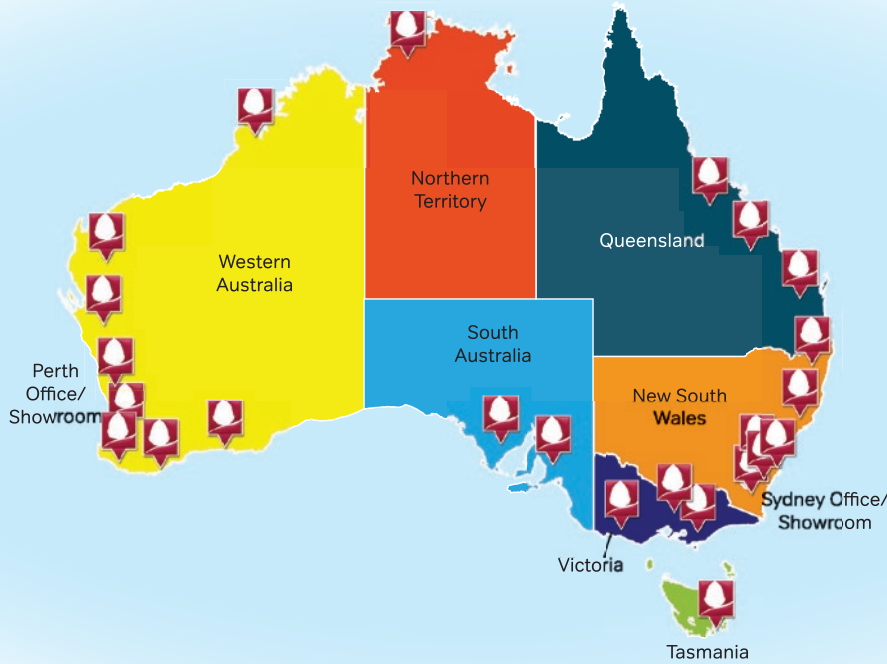 Northern
Territory
Queensland
Western
Australia
South
Australia
Perth
Office/
Showroom
New South
Wales
Sydney Office/
Showroom
Victoria
Tasmania